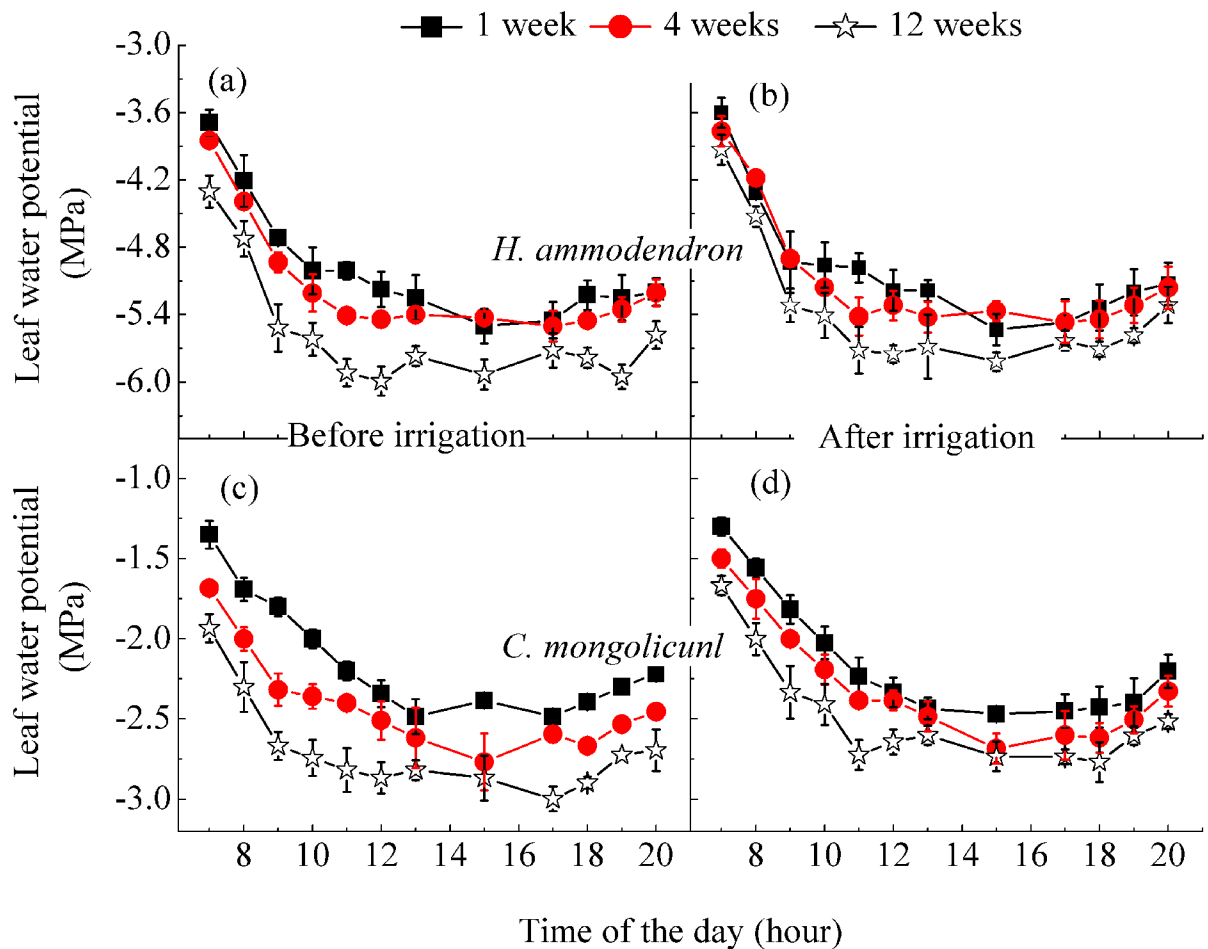 1 week 4 weeks 12 weeks
-3.0
-3.6
-4.2
-4.8
-5.4
-6.0
Leaf water potential
(MPa)
(a)
(b)
H. ammodendron
Before irrigation
After irrigation
-1.0
-1.5
-2.0
-2.5
-3.0
Leaf water potential
(MPa)
(c)
(d)
C. mongolicunl
8 10 12 14 16 18 20 8 10 12 14 16 18 20
Time of the day (hour)